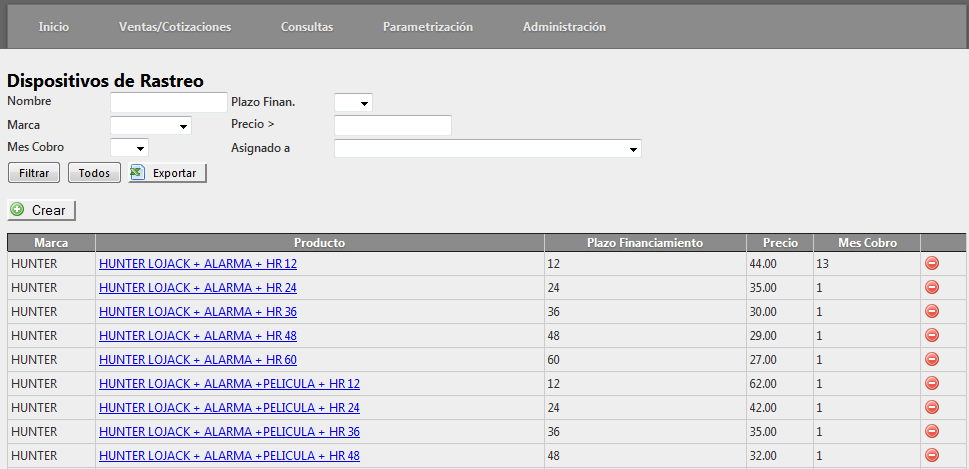 Inicio Ventas/Cotizaciones Consultas Parametrización Administración
Dispositivos de Rastreo
Nombre Plazo Finan.
Marca Precio >
Mes Cobro Asignado a
Filtrar Todos Exportar
Crear
Marca Producto Plazo Financiamiento Precio Mes Cobro
HUNTER HUNTER LOJACK + ALARMA + HR 12 12 44.00 13
HUNTER HUNTER LOJACK + ALARMA + HR 24 24 35.00 1
HUNTER HUNTER LOJACK + ALARMA + HR 36 36 30.00 1
HUNTER HUNTER LOJACK + ALARMA + HR 48 48 29.00 1
HUNTER HUNTER LOJACK + ALARMA + HR 60 60 27.00 1
HUNTER HUNTER LOJACK + ALARMA +PELICULA + HR 12 12 62.00 1
HUNTER HUNTER LOJACK + ALARMA +PELICULA + HR 24 24 42.00 1
HUNTER HUNTER LOJACK + ALARMA +PELICULA + HR 36 36 35.00 1
HUNTER HUNTER LOJACK + ALARMA +PELICULA + HR 48 48 32.00 1